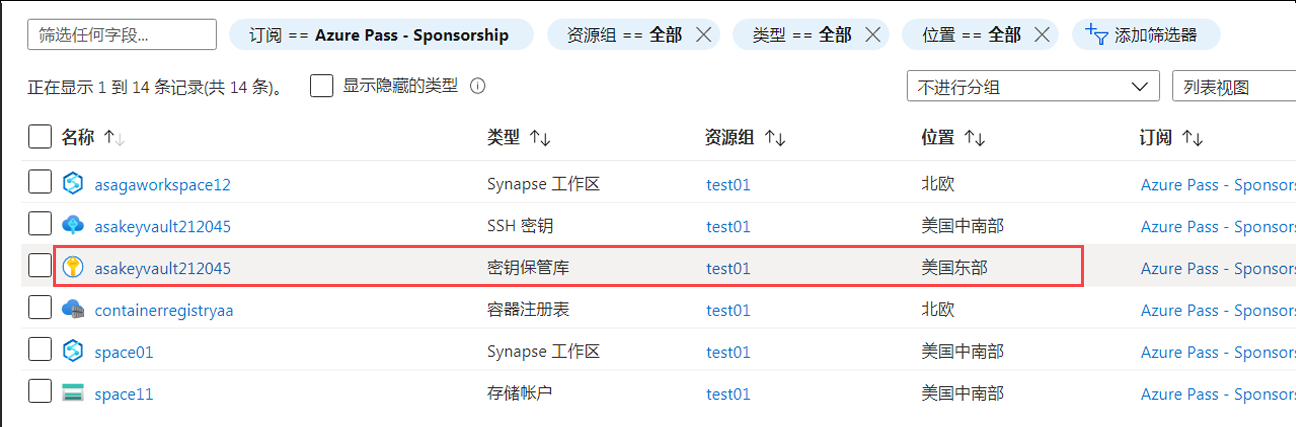 筛选任何字段... 订阅 == Azure Pass - Sponsorship 资源组 == 全部 类型 == 全部 位置 == 全部 添加筛选器
正在显示 1 到 14 条记录(共 14 条)。 显示隐藏的类型 不进行分组 列表视图
名称 类型 资源组 位置 订阅
asagaworkspace12 Synapse 工作区 test01 北欧 Azure Pass - Sponsors
asakeyvault212045 SSH 密钥 test01 美国中南部 Azure Pass - Sponsors
asakeyvault212045 密钥保管库 test01 美国东部 Azure Pass - Sponsors
containerregistryaa 容器注册表 test01 北欧 Azure Pass - Sponsors
space01 Synapse 工作区 test01 美国中南部 Azure Pass - Sponsors
space11 存储帐户 test01 美国中南部 Azure Pass - Sponsors